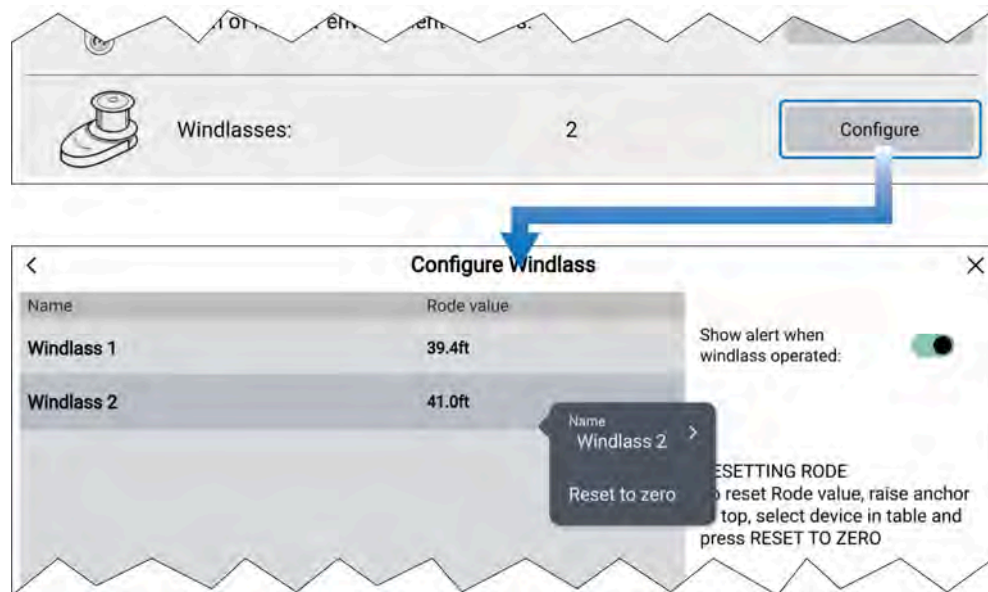 Windlasses:
2
Configure
Configure Windlass
Name
Rode value
Windlass 1
39.4ft
Windlass 2
41.0ft
Show alert when
windlass operated:
Name
Windlass 2
Reset to zero
ESETTING RODE
reset Rode value, raise anchor
top, select device in table and
press RESET TO ZERO